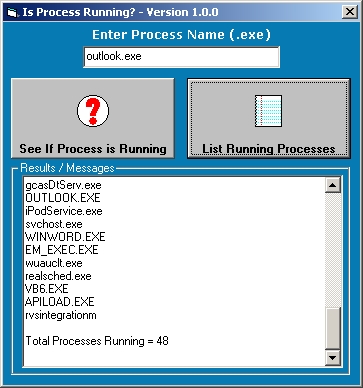 Is Process Running? - Version 1.0.0
Enter Process Name (.exe)
outlook.exe
See If Process is Running
List Running Processes
Results / Messages
gcasDtServ.exe
OUTLOOK.EXE
iPodService.exe
svchost.exe
WINWORD.EXE
EM_EXEC.EXE
wuauclt.exe
realsched.exe
VB6.EXE
APILOAD.EXE
rvsintegrationm
Total Processes Running = 48